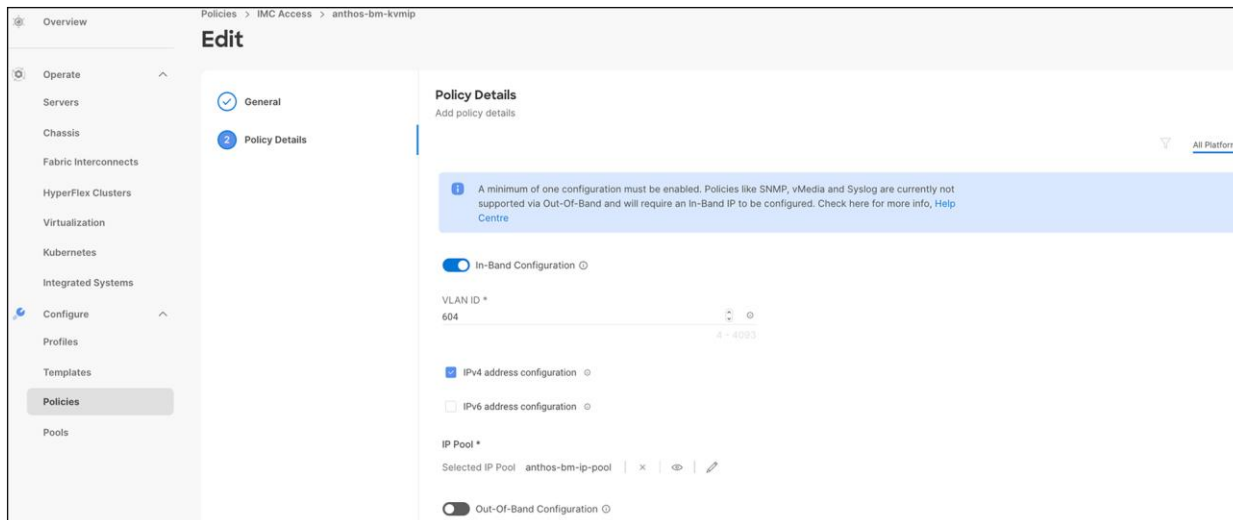 Overview
Operate
Servers
Chassis
Fabric Interconnects
HyperFlex Clusters
Virtualization
Kubernetes
Integrated Systems
Configure
Profiles
Templates
Policies
Pools
Policies > IMC Access > anthos-bm-kvmip
Edit
General
2 Policy Details
Policy Details
Add policy details
All Platfor
A minimum of one configuration must be enabled. Policies like SNMP, vMedia and Syslog are currently not
supported via Out-Of-Band and will require an In-Band IP to be configured. Check here for more info, Help
Centre
In-Band Configuration
VLAN ID *
604
4 - 4093
IPv4 address configuration
IPv6 address configuration
IP Pool *
Selected IP Pool anthos-bm-ip-pool
Out-Of-Band Configuration